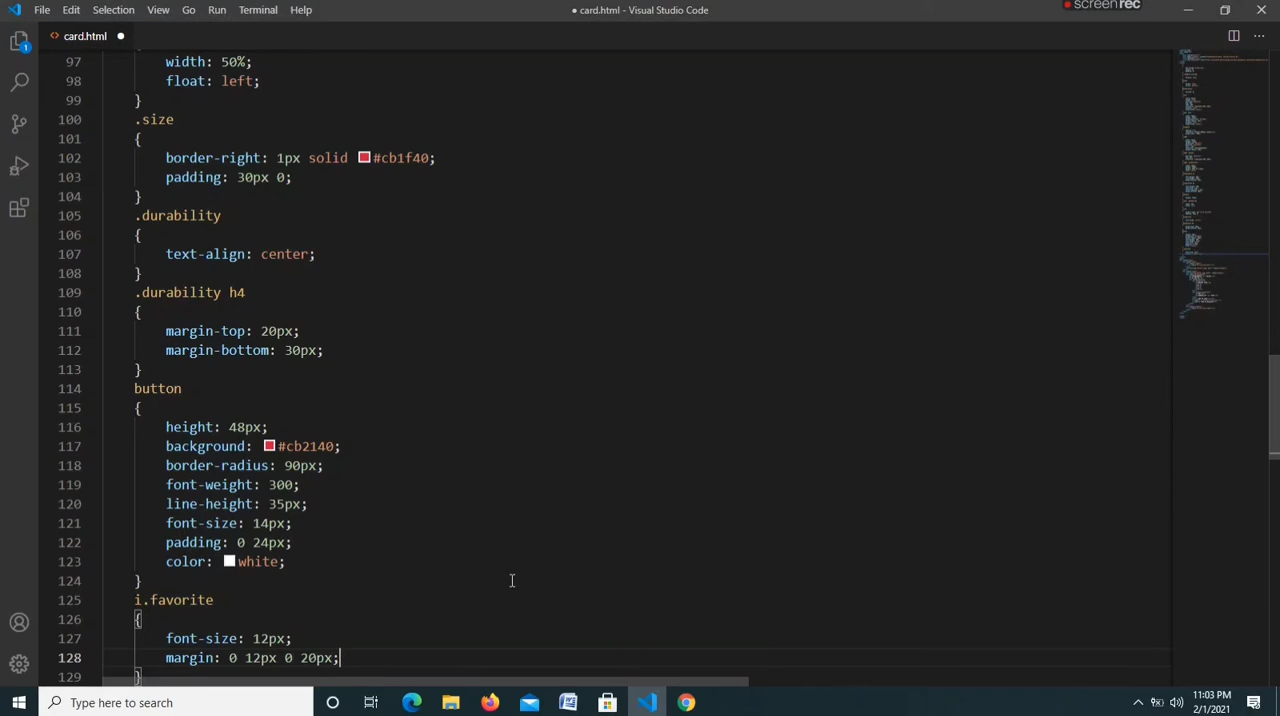 File Edit Selection View Go Run Terminal Help
● card.html - Visual Studio Code
screenrec
<> card.html ●
1
97 width: 50%;
98 float: left;
99 }
100 .size
101 {
102 border-right: 1px solid #cb1f40;
103 padding: 30px 0;
104 }
105 .durability
106 {
107 text-align: center;
108 }
109 .durability h4
110 {
111 margin-top: 20px;
112 margin-bottom: 30px;
113 }
114 button
115 {
116 height: 48px;
117 background: #cb2140;
118 border-radius: 90px;
119 font-weight: 300;
120 line-height: 35px;
121 font-size: 14px;
122 padding: 0 24px;
123 color: white;
124 }
125 i.favorite
126 {
127 font-size: 12px;
128 margin: 0 12px 0 20px;
129 }
Type here to search
11:03 PM
2/1/2021